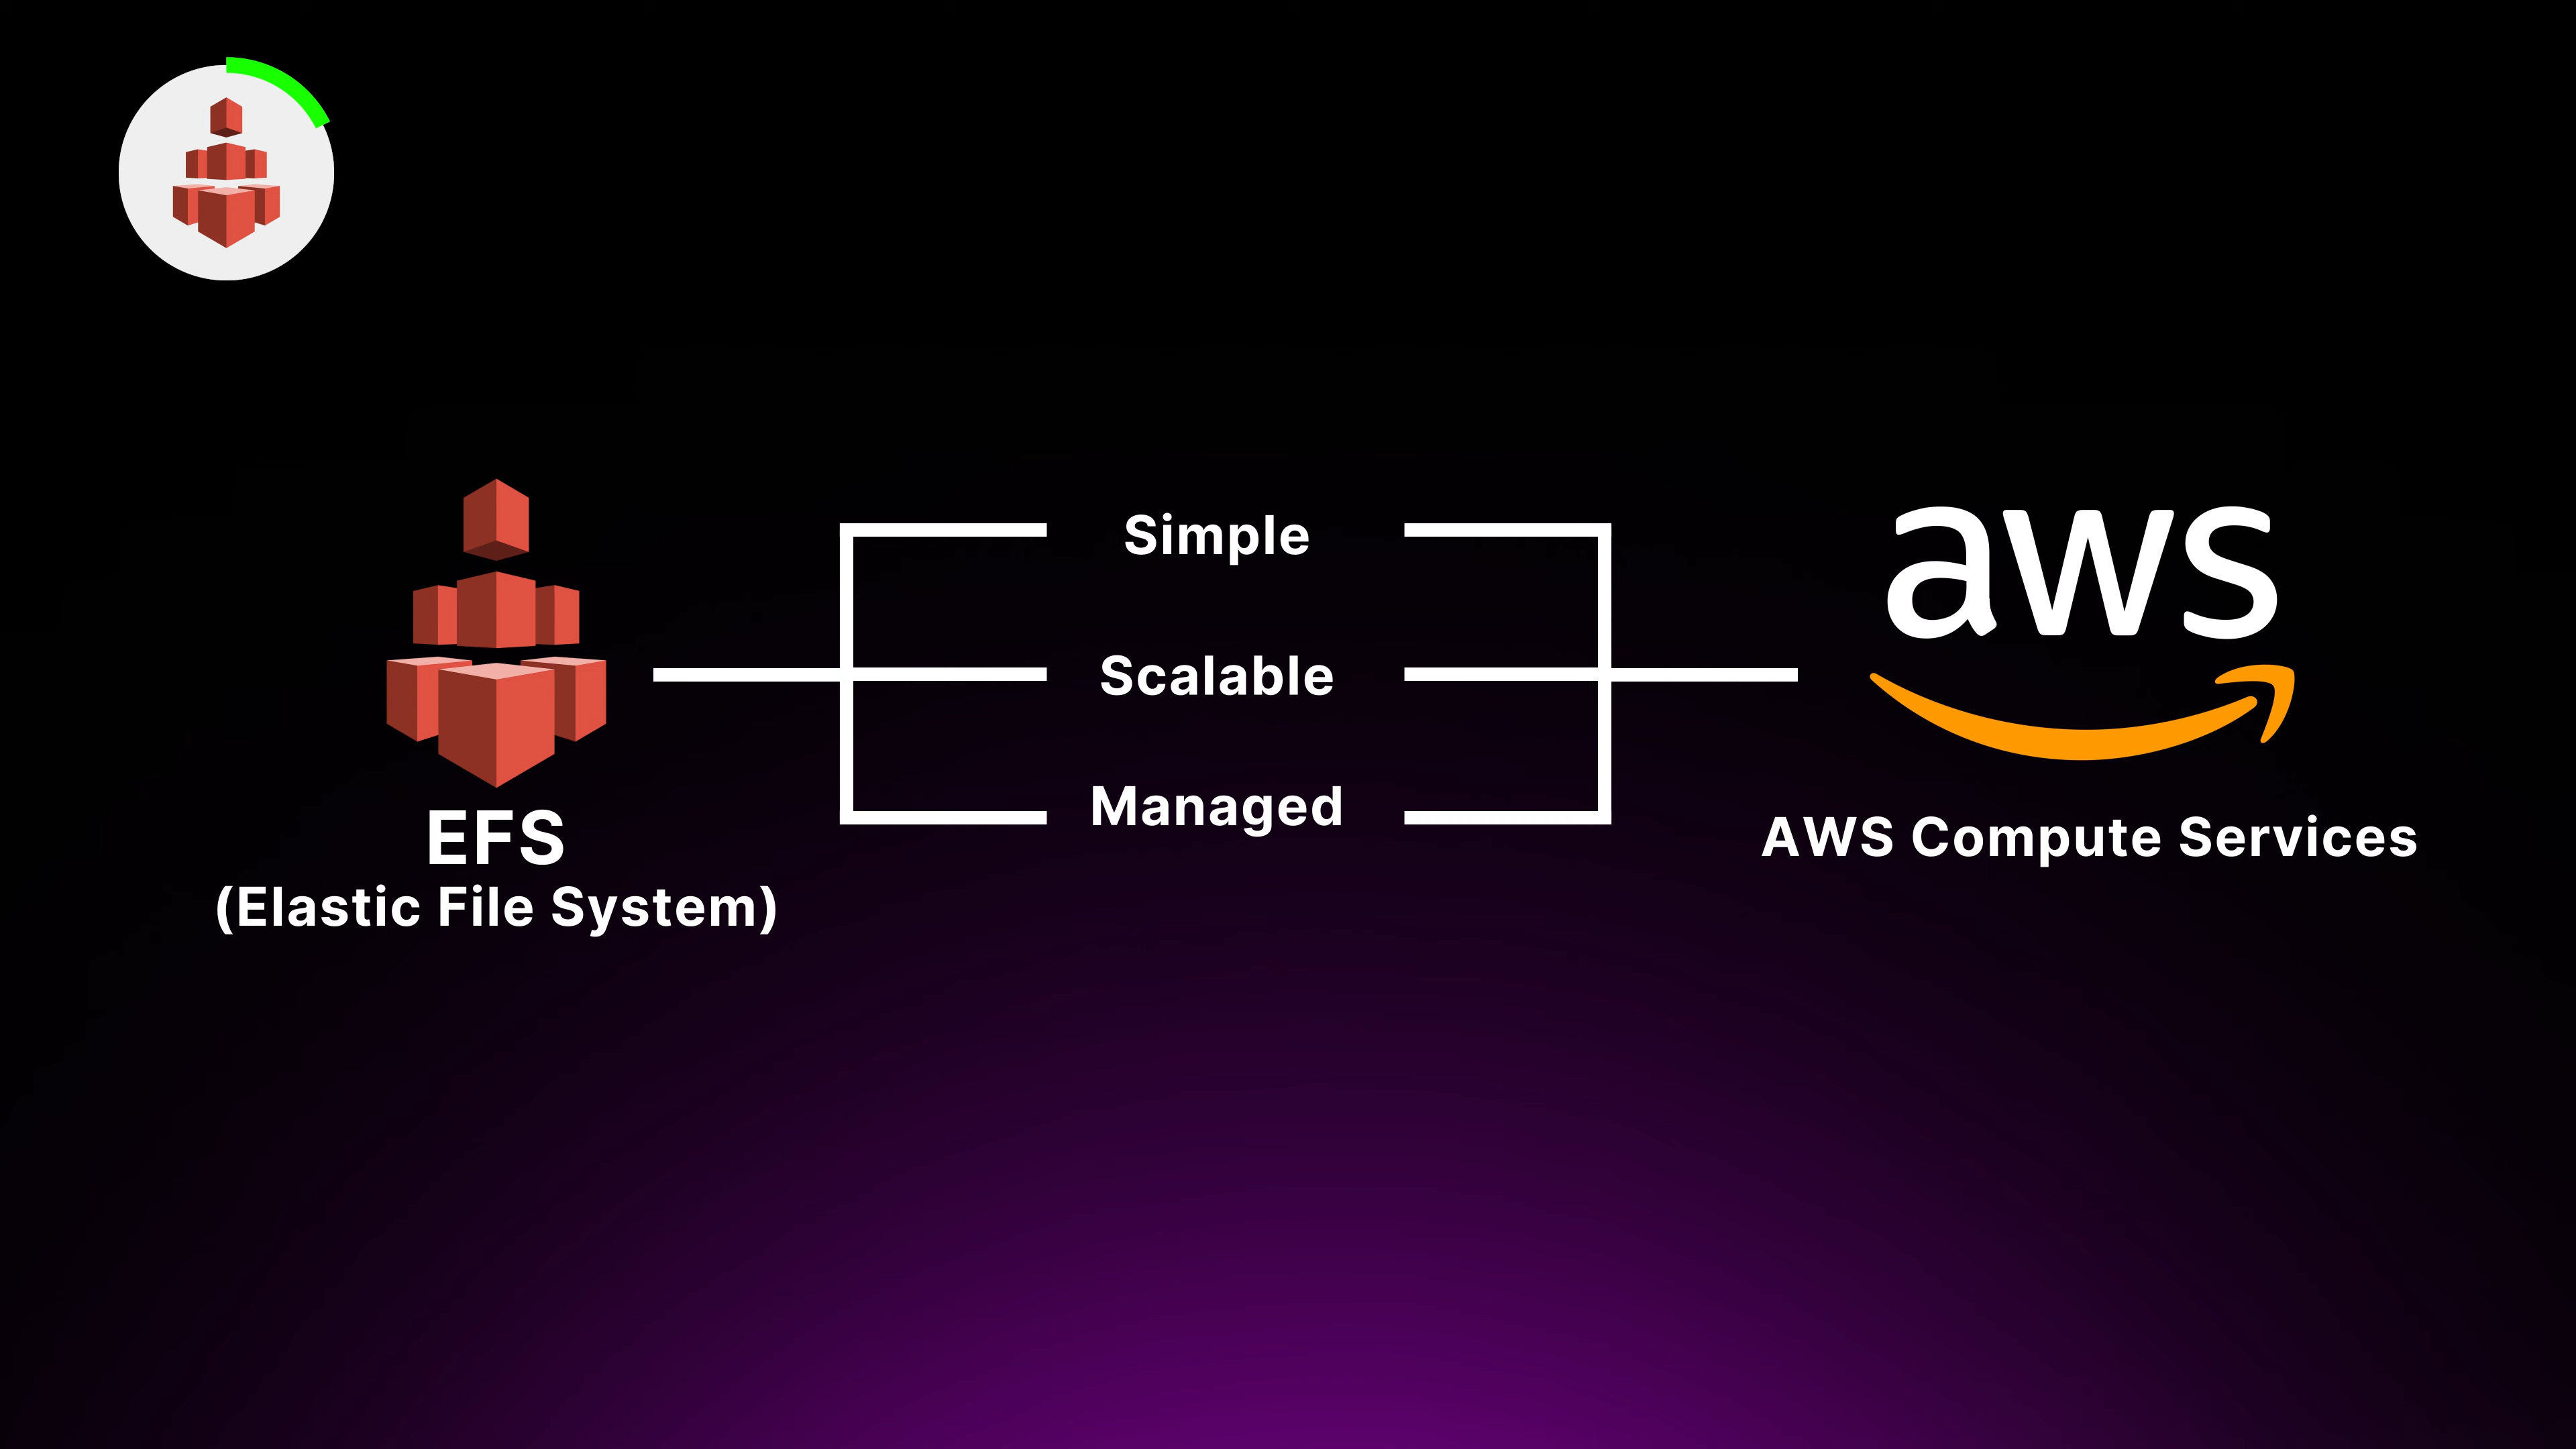 Simple
Scalable
Managed
EFS
(Elastic File System)
aws
AWS Compute Services